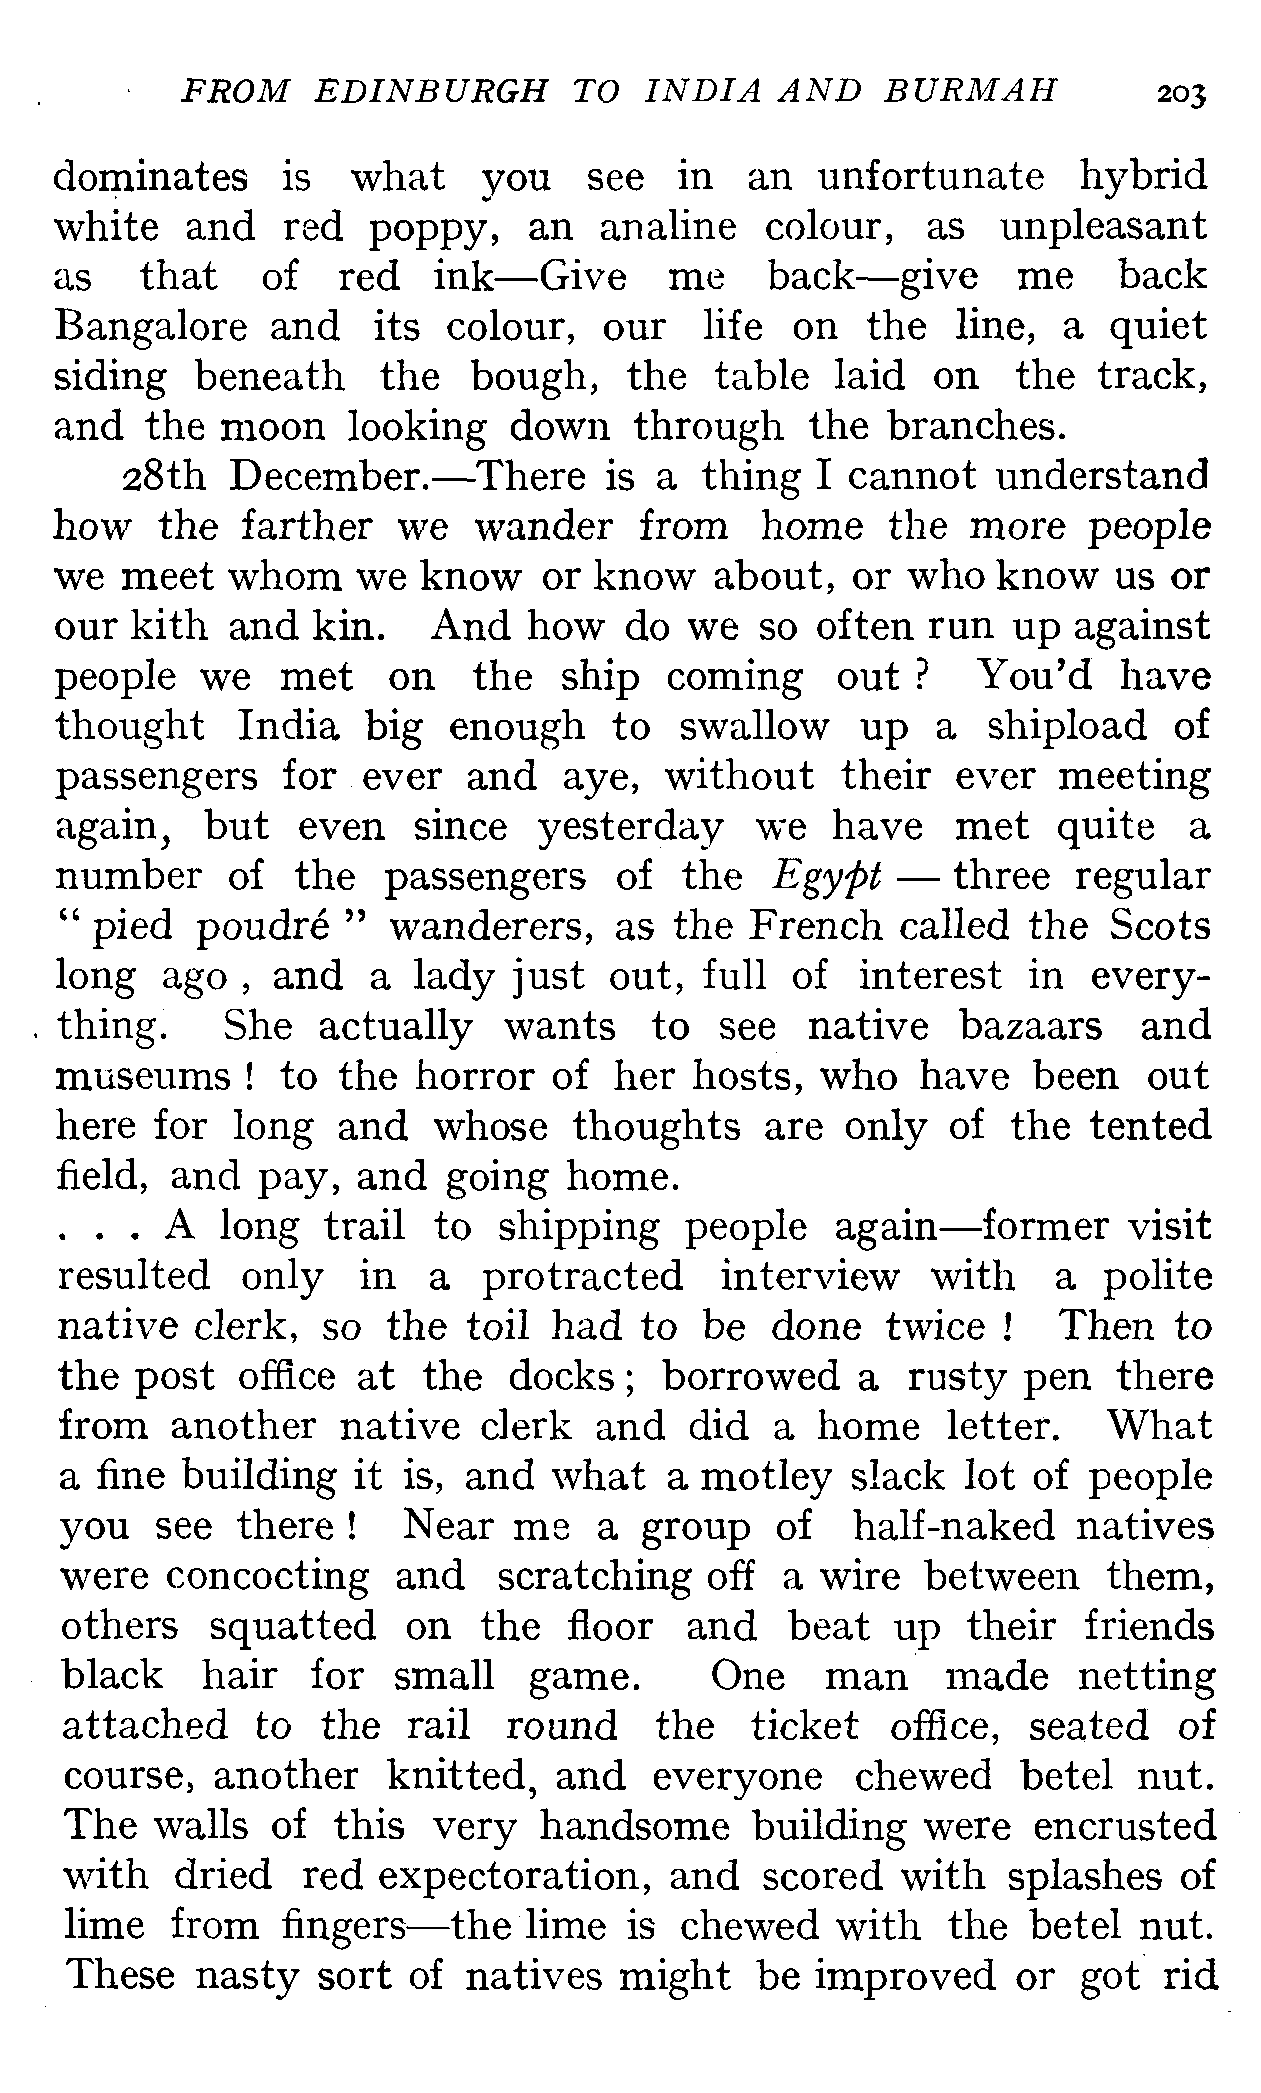 FROM EDINBURGH TO INDIA AND BURMAH 203
dominates is what you see in an unfortunate hybrid
white and red poppy, an analine colour, as unpleasant
as that of red ink—Give me back—give me back
Bangalore and its colour, our life on the line, a quiet
siding beneath the bough, the table laid on the track,
and the moon looking down through the branches.
28th December.—There is a thing I cannot understand
how the farther we wander from home the more people
we meet whom we know or know about, or who know us or
our kith and kin. And how do we so often run up against
people we met on the ship coming out ? You'd have
thought India big enough to swallow up a shipload of
passengers for ever and aye, without their ever meeting
again, but even since yesterday we have met quite a
number of the passengers of the Egypt — three regular
“ pied poudré ” wanderers, as the French called the Scots
long ago , and a lady just out, full of interest in every-
thing. She actually wants to see native bazaars and
museums ! to the horror of her hosts, who have been out
here for long and whose thoughts are only of the tented
field, and pay, and going home.
. . . A long trail to shipping people again—former visit
resulted only in a protracted interview with a polite
native clerk, so the toil had to be done twice ! Then to
the post office at the docks ; borrowed a rusty pen there
from another native clerk and did a home letter. What
a fine building it is, and what a motley slack lot of people
you see there ! Near me a group of half-naked natives
were concocting and scratching off a wire between them,
others squatted on the floor and beat up their friends
black hair for small game. One man made netting
attached to the rail round the ticket office, seated of
course, another knitted, and everyone chewed betel nut.
The walls of this very handsome building were encrusted
with dried red expectoration, and scored with splashes of
lime from fingers—the lime is chewed with the betel nut.
These nasty sort of natives might be improved or got rid